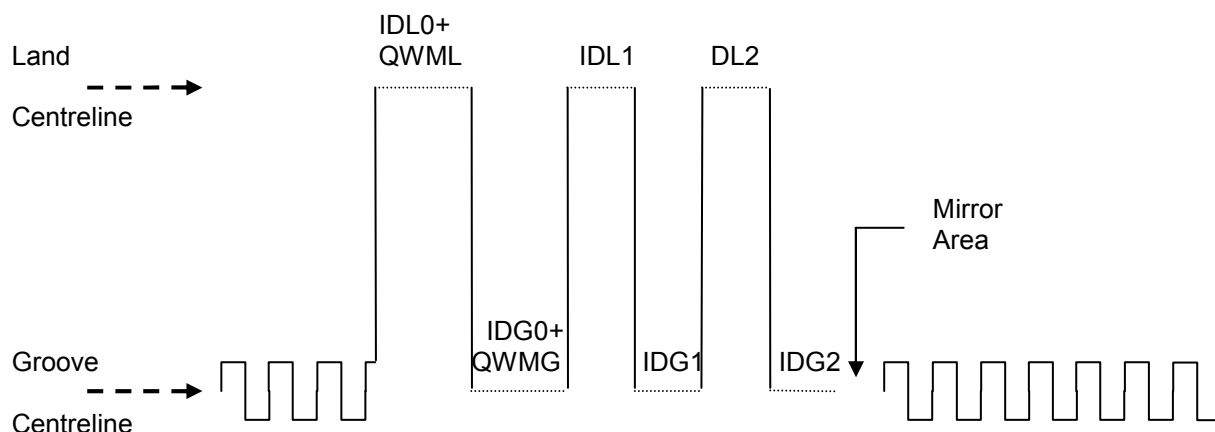 IDL0+
QWML
IDL1
DL2
Land
Centreline
Mirror
Area
IDG0+
QWMG
IDG1
IDG2
Groove
Centreline